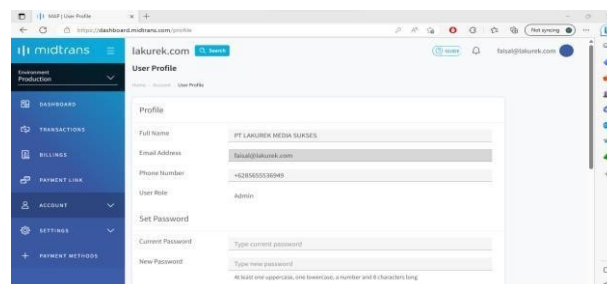 MAP | User Profile
https://dashboard.midtrans.com/profile
Not syncing
midtrans
lakurek.com
Search
faisal@lakurek.com
Environment
Production
User Profile
Home
Account
User Profile
DASHBOARD
TRANSACTIONS
BILLINGS
PAYMENT LINK
ACCOUNT
SETTINGS
PAYMENT METHODS
Profile
Full Name
PT LAKUREK MEDIA SUKSES
Email Address
faisal@lakurek.com
Phone Number
+6285655536949
User Role
Admin
Set Password
Current Password
Type current password
New Password
Type new password
At least one uppercase, one lowercase, a number and 8 characters long